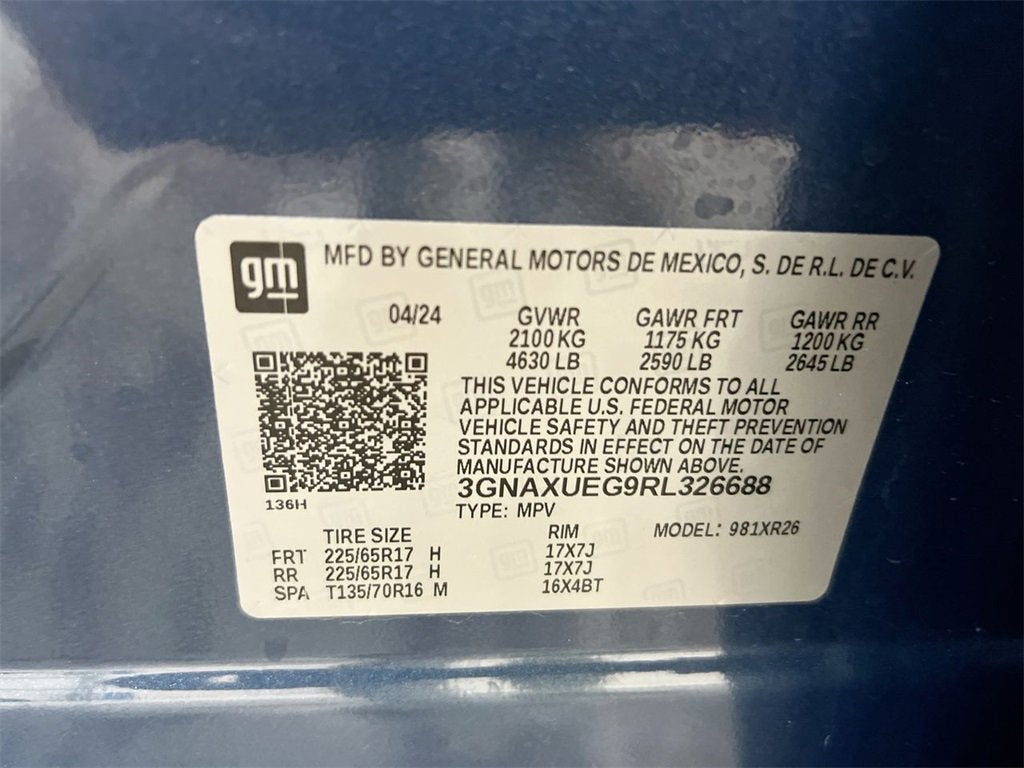 gm MFD BY GENERAL MOTORS DE MEXICO, S. DE R.L. DE C.V.
04/24 GVWR GAWR FRT GAWR RR
2100 KG 1175 KG 1200 KG
4630 LB 2590 LB 2645 LB
THIS VEHICLE CONFORMS TO ALL
APPLICABLE U.S. FEDERAL MOTOR
VEHICLE SAFETY AND THEFT PREVENTION
STANDARDS IN EFFECT ON THE DATE OF
MANUFACTURE SHOWN ABOVE.
3GNAXUEG9RL326688
136H
TYPE: MPV
TIRE SIZE RIM MODEL: 981XR26
FRT 225/65R17 H 17X7J
RR 225/65R17 H 17X7J
SPA T135/70R16 M 16X4BT